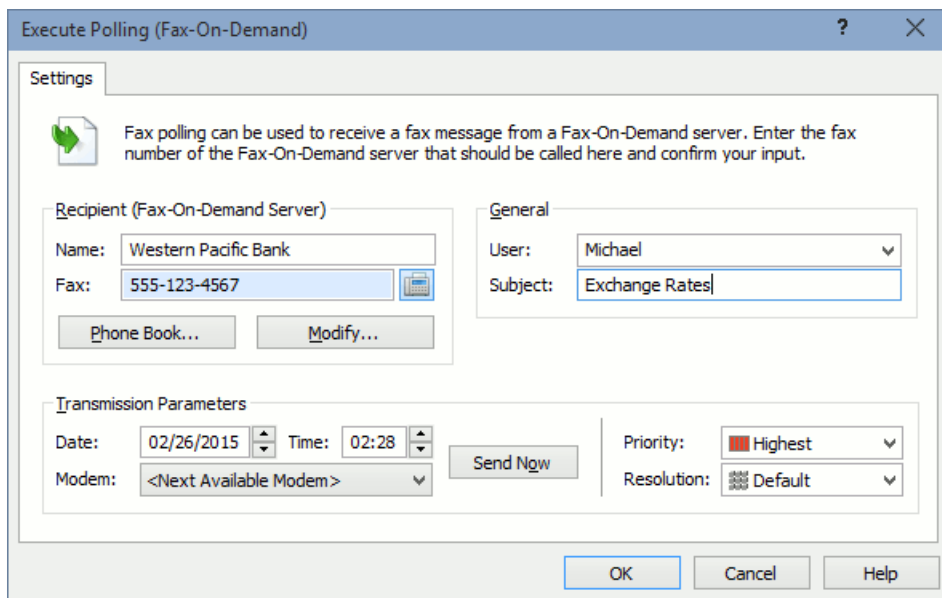 Execute Polling (Fax-On-Demand)
?
Settings
Fax polling can be used to receive a fax message from a Fax-On-Demand server. Enter the fax
number of the Fax-On-Demand server that should be called here and confirm your input.
Recipient (Fax-On-Demand Server)
Name: Western Pacific Bank
Fax: 555-123-4567
Phone Book... Modify...
General
User: Michael
Subject: Exchange Rates
Transmission Parameters
Date: 02/26/2015 Time: 02:28
Modem: <Next Available Modem>
Send Now
Priority: Highest
Resolution: Default
OK Cancel Help